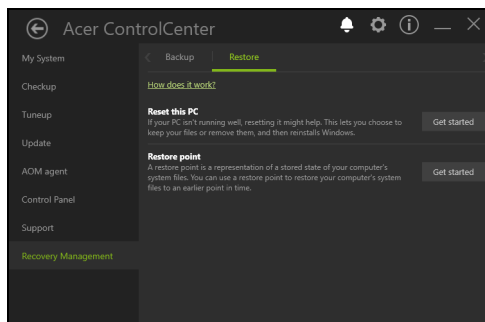 Acer ControlCenter
My System
Checkup
Tuneup
Update
AOM agent
Control Panel
Support
Recovery Management
Backup
Restore
How does it work?
Reset this PC
If your PC isn't running well, resetting it might help. This lets you choose to
keep your files or remove them, and then reinstalls Windows.
Get started
Restore point
A restore point is a representation of a stored state of your computer's
system files. You can use a restore point to restore your computer's system
files to an earlier point in time.
Get started